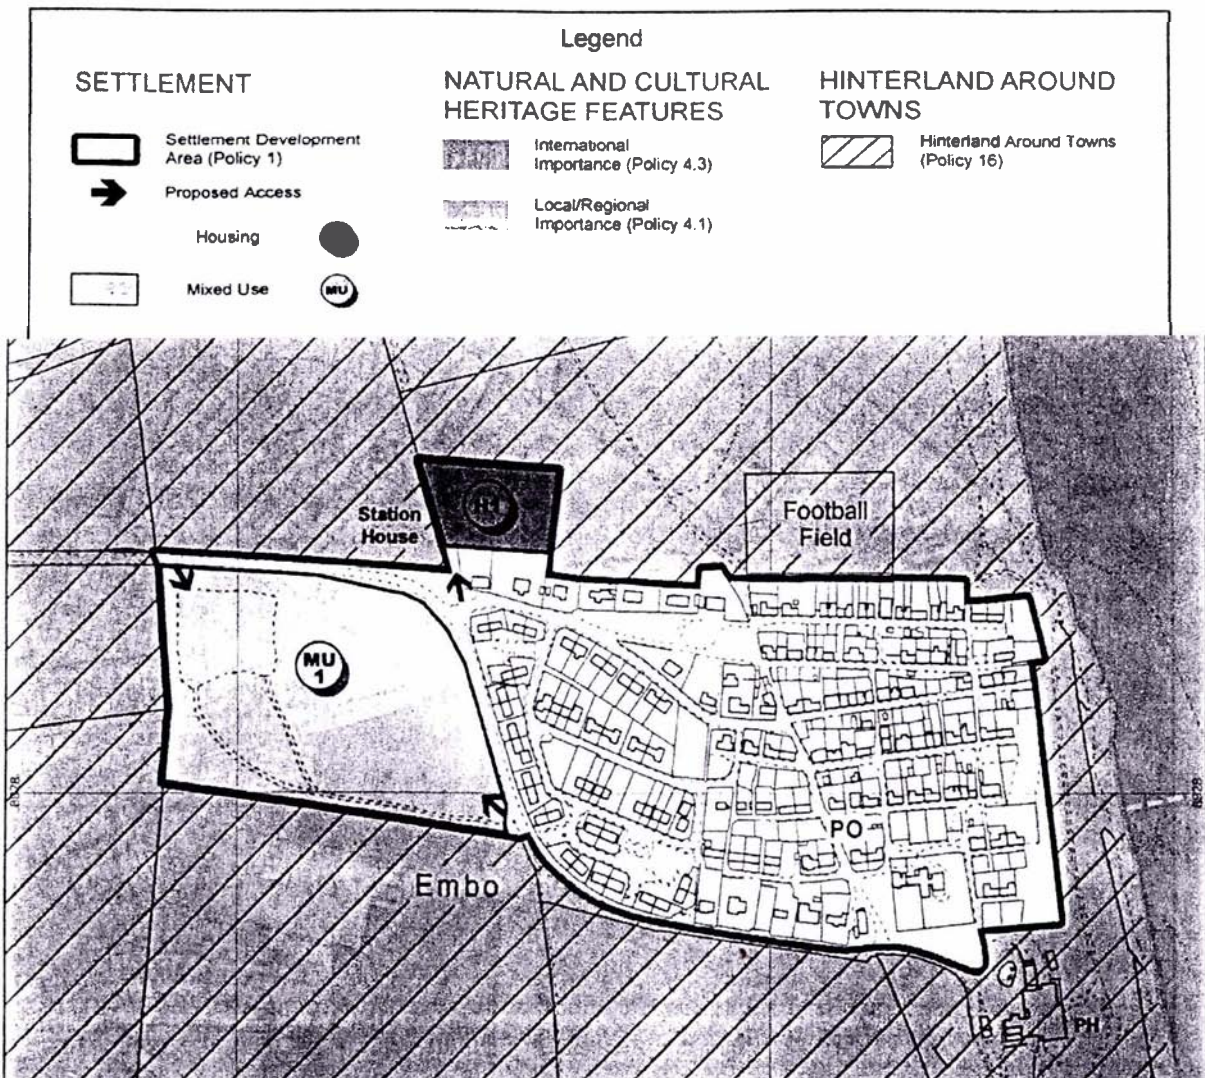 Legend
SETTLEMENT
Settlement Development
Area (Policy 1)
Proposed Access
Housing
Mixed Use
MU
NATURAL AND CULTURAL
HERITAGE FEATURES
International
Importance (Policy 4.3)
Local/Regional
Importance (Policy 4.1)
HINTERLAND AROUND
TOWNS
Hinterland Around Towns
(Policy 16)
Station
House
H1
Football
Field
MU
1
PO
Embo
PH